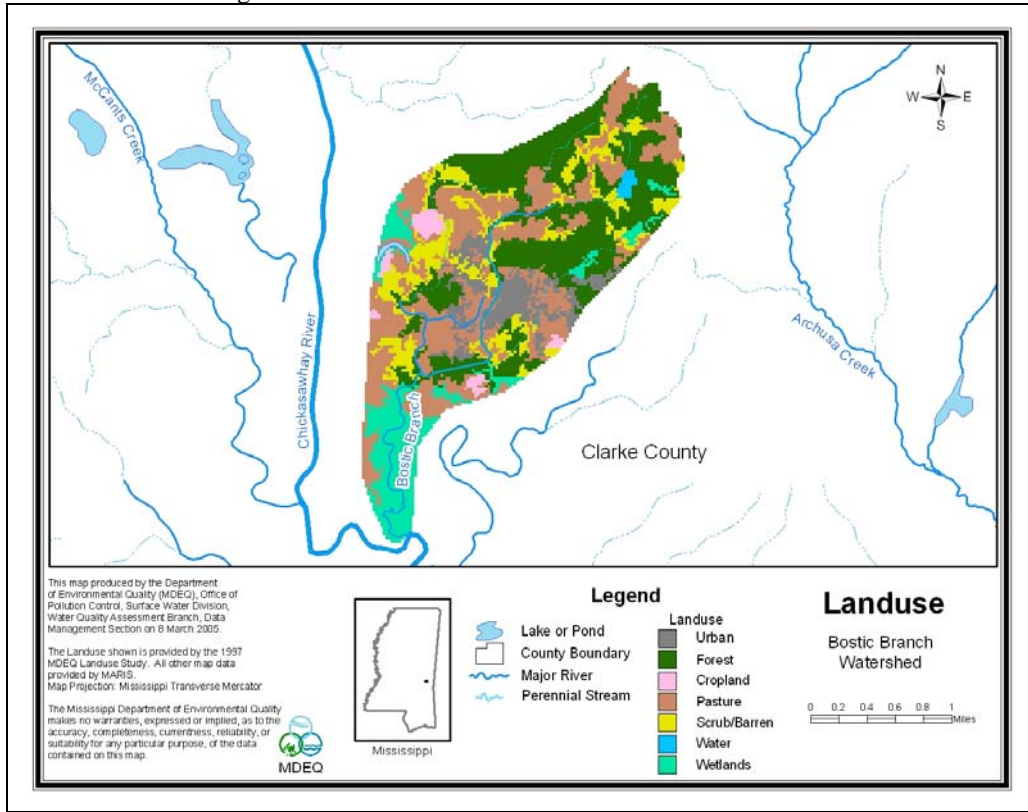 McCants Creek
N
W E
S
Chickasawhay River
Bostic Branch
Archusa Creek
Clarke County
This map produced by the Department
of Environmental Quality (MDEQ), Office of
Pollution Control, Surface Water Division,
Water Quality Assessment Branch, Data
Management Section on 8 March 2005.
The Landuse shown is provided by the 1997
MDEQ Landuse Study. All other map data
provided by MARIS.
Map Projection: Mississippi Transverse Mercator
The Mississippi Department of Environmental Quality
makes no warranties, expressed or implied, as to the
accuracy, completeness, currentness, reliability, or
suitability for any particular purpose, of the data
contained on this map.
MDEQ
Mississippi
Legend
Lake or Pond
County Boundary
Major River
Perennial Stream
Landuse
Urban
Forest
Cropland
Pasture
Scrub/Barren
Water
Wetlands
Landuse
Bostic Branch
Watershed
0 0.2 0.4 0.6 0.8 1
Miles